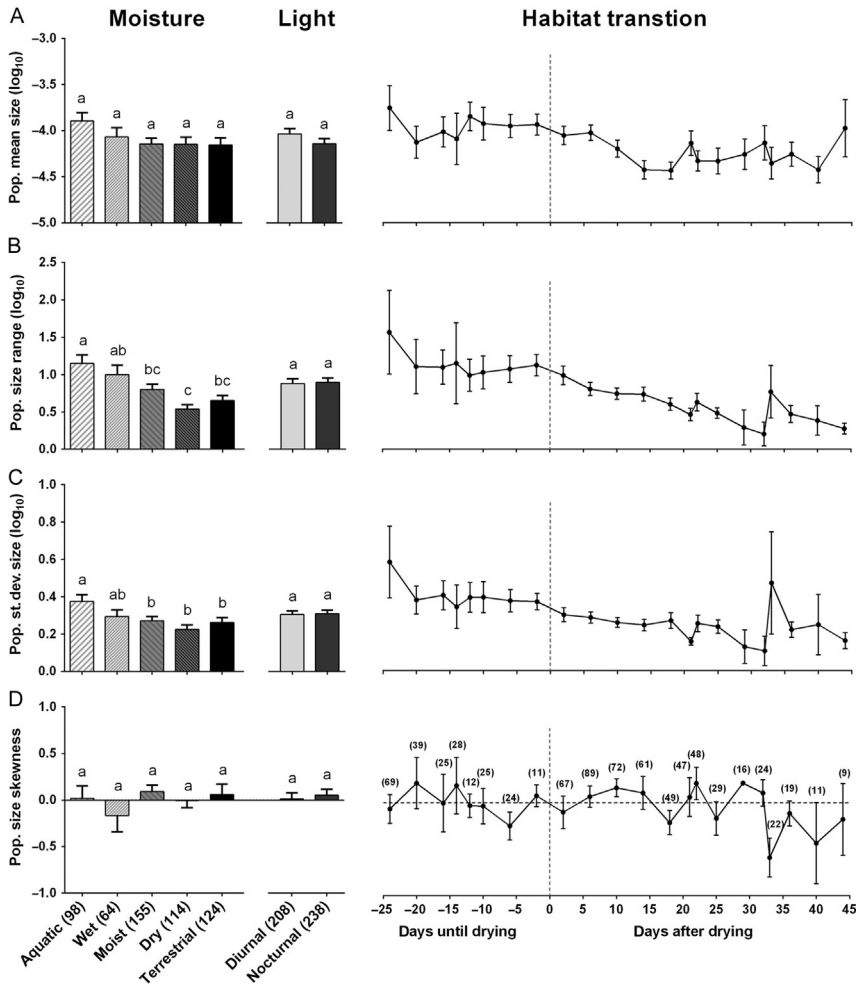 A
Moisture
Light
Habitat transtion
Pop. mean size (log10)
−3.0
−3.5
−4.0
−4.5
−5.0
a
a
a
a
a
a
a
B
Pop. size range (log10)
2.5
2.0
1.5
1.0
0.5
0.0
a
ab
bc
c
bc
a
a
C
Pop. st.dev. size (log10)
1.0
0.8
0.6
0.4
0.2
0.0
a
ab
b
b
b
a
a
D
Pop. size skewness
1.0
0.5
0.0
−0.5
−1.0
a
a
a
a
a
a
a
(69)
(39)
(25)
(28)
(12)
(25)
(24)
(11)
(67)
(89)
(72)
(61)
(49)
(47)
(48)
(29)
(16)
(24)
(22)
(19)
(11)
(9)
Aquatic (98)
Wet (64)
Moist (155)
Dry (114)
Terrestrial (124)
Diurnal (208)
Nocturnal (238)
−25 −20 −15 −10 −5 0 5 10 15 20 25 30 35 40 45
Days until drying
Days after drying